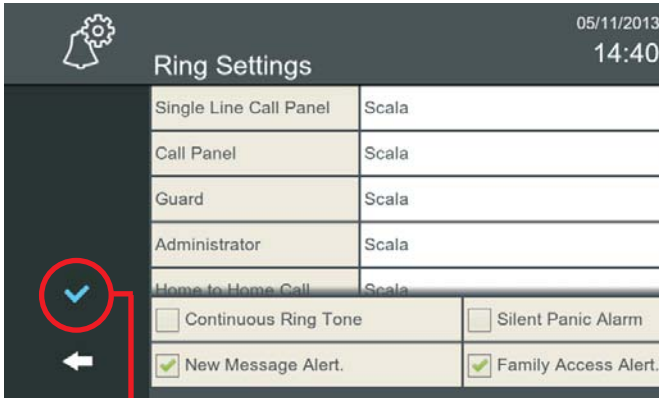 05/11/2013
14:40
Ring Settings
Single Line Call Panel Scala
Call Panel Scala
Guard Scala
Administrator Scala
Home to Home Call Scala
Continuous Ring Tone Silent Panic Alarm
New Message Alert. Family Access Alert.